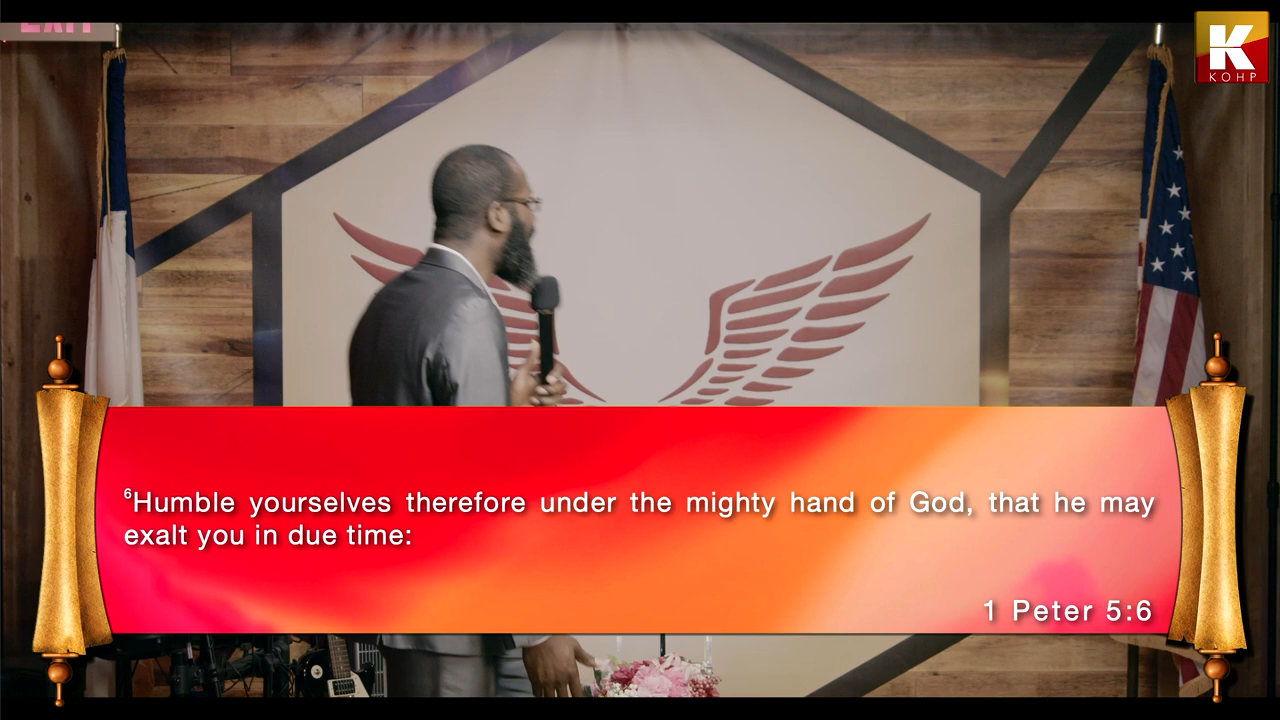 EXIT
K
KOHP
⁶Humble yourselves therefore under the mighty hand of God, that he may
exalt you in due time:
1 Peter 5:6